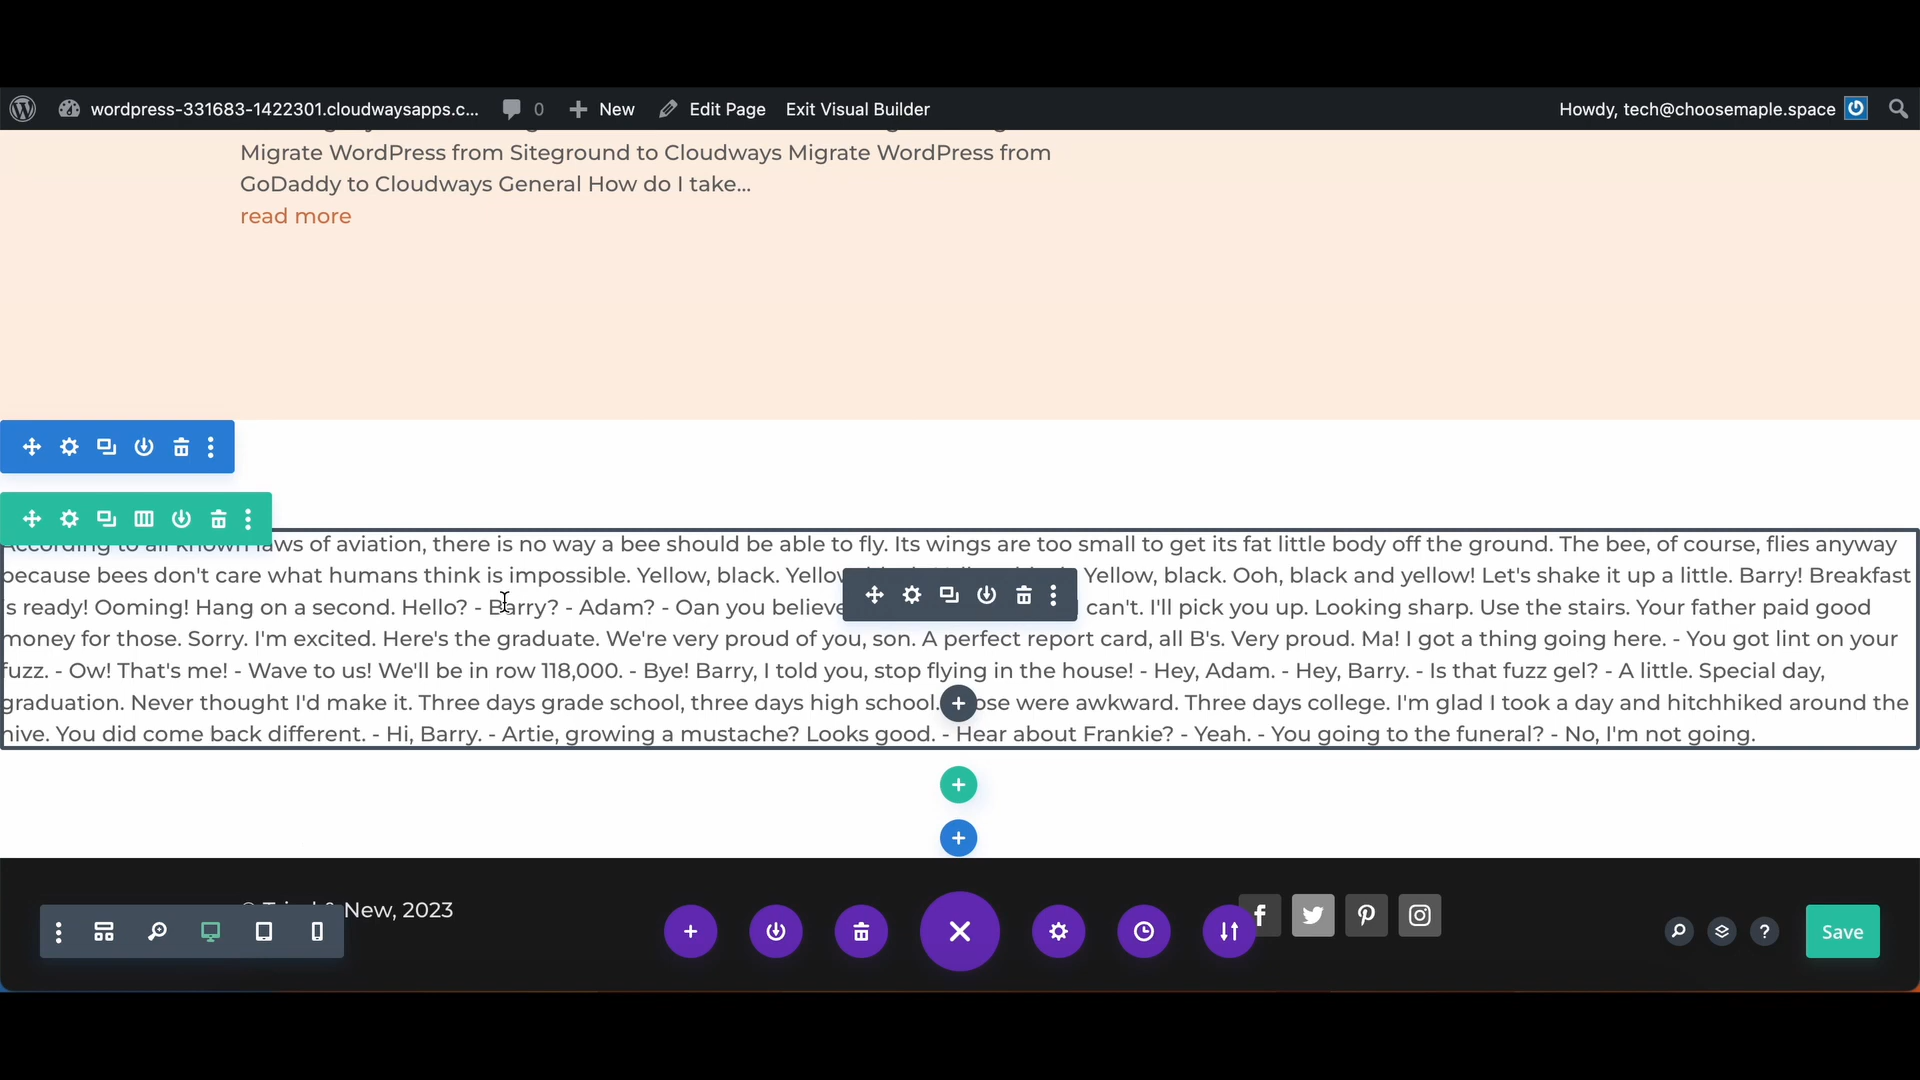 wordpress-331683-1422301.cloudwaysapps.c... 0 New Edit Page Exit Visual Builder Howdy, tech@choosemaple.space
Migrate WordPress from Siteground to Cloudways Migrate WordPress from
GoDaddy to Cloudways General How do I take...
read more
According to all known laws of aviation, there is no way a bee should be able to fly. Its wings are too small to get its fat little body off the ground. The bee, of course, flies anyway
because bees don't care what humans think is impossible. Yellow, black. Yellow, Yellow, black. Ooh, black and yellow! Let's shake it up a little. Barry! Breakfast
is ready! Ooming! Hang on a second. Hello? - Barry? - Adam? - Oan you believe can't. I'll pick you up. Looking sharp. Use the stairs. Your father paid good
money for those. Sorry. I'm excited. Here's the graduate. We're very proud of you, son. A perfect report card, all B's. Very proud. Ma! I got a thing going here. - You got lint on your
fuzz. - Ow! That's me! - Wave to us! We'll be in row 118,000. - Bye! Barry, I told you, stop flying in the house! - Hey, Adam. - Hey, Barry. - Is that fuzz gel? - A little. Special day,
graduation. Never thought I'd make it. Three days grade school, three days high school. Those were awkward. Three days college. I'm glad I took a day and hitchhiked around the
hive. You did come back different. - Hi, Barry. - Artie, growing a mustache? Looks good. - Hear about Frankie? - Yeah. - You going to the funeral? - No, I'm not going.
New, 2023
Save